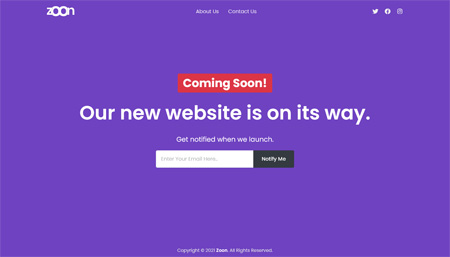 zoon
About Us Contact Us
Coming Soon!
Our new website is on its way.
Get notified when we launch.
Enter Your Email Here.. Notify Me
Copyright © 2021 Zoon. All Rights Reserved.